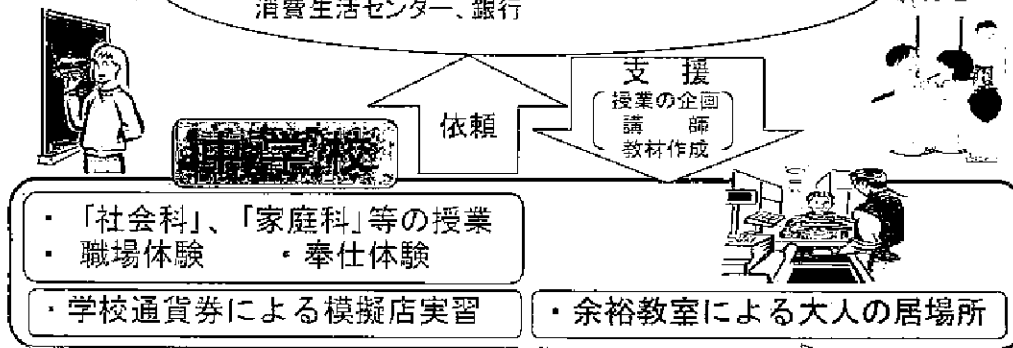 消費生活センター、銀行
支 援
授業の企画
講 師
教材作成
依頼
・ 「社会科」、「家庭科」等の授業
・ 職場体験 ・奉仕体験
・学校通貨券による模擬店実習
・余裕教室による大人の居場所